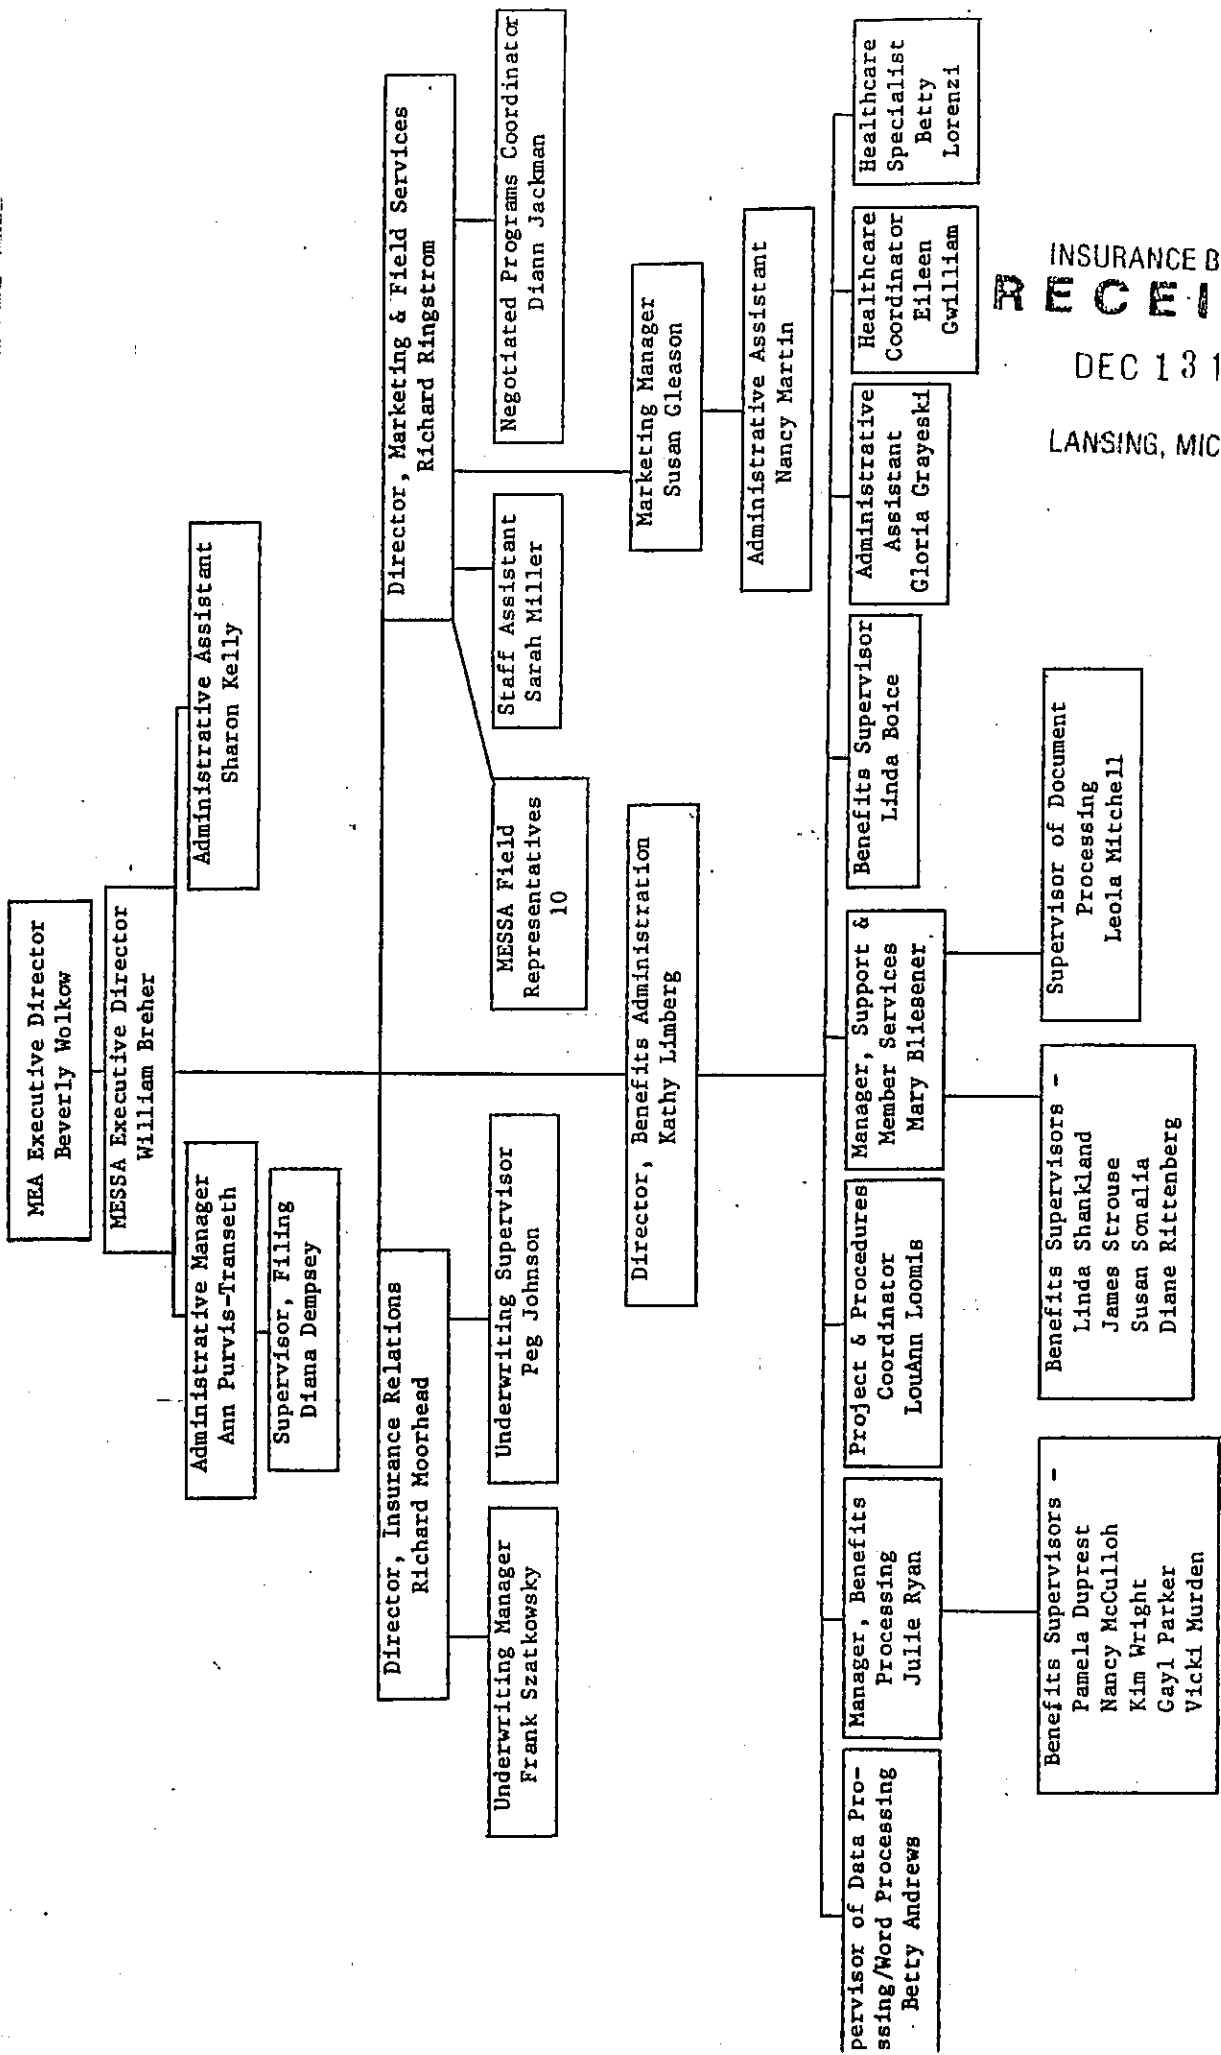 MEA Executive Director
Beverly Wolkow
MESSA Executive Director
William Breher
Administrative Manager
Ann Purvis-Transeth
Supervisor, Filing
Diana Dempsey
Administrative Assistant
Sharon Kelly
Director, Insurance Relations
Richard Moorhead
Underwriting Manager
Frank Szatkowsky
Underwriting Supervisor
Peg Johnson
Director, Marketing & Field Services
Richard Ringstrom
MESSA Field
Representatives
10
Staff Assistant
Sarah Miller
Negotiated Programs Coordinator
Diann Jackman
Marketing Manager
Susan Gleason
Administrative Assistant
Nancy Martin
Director, Benefits Administration
Kathy Limberg
pervisor of Data Pro-
ssing/Word Processing
Betty Andrews
Manager, Benefits
Processing
Julie Ryan
Project & Procedures
Coordinator
LouAnn Loomis
Manager, Support &
Member Services
Mary Bliesener
Benefits Supervisor
Linda Boice
Administrative
Assistant
Gloria Grayeski
Healthcare
Coordinator
Eileen
Gwilliam
Healthcare
Specialist
Betty
Lorenzi
Benefits Supervisors -
Pamela Duprest
Nancy McCulloh
Kim Wright
Gayl Parker
Vicki Murden
Benefits Supervisors -
Linda Shankland
James Strouse
Susan Sonalia
Diane Rittenberg
Supervisor of Document
Processing
Leola Mitchell
INSURANCE B
RECEI
DEC 13 1
LANSING, MIC